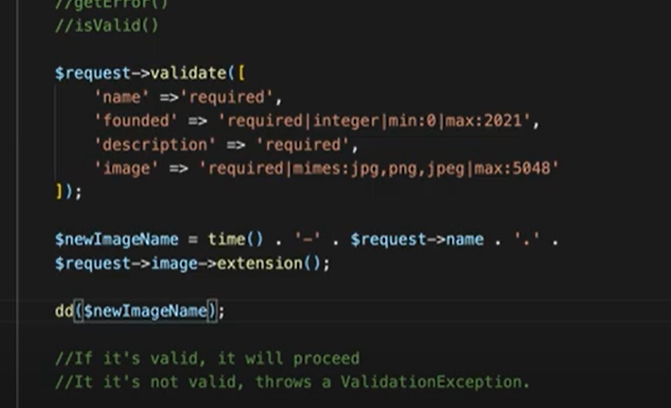 //getError()
//isValid()
$request->validate([
'name' =>'required',
'founded' => 'required|integer|min:0|max:2021',
'description' => 'required',
'image' => 'required|mimes:jpg,png,jpeg|max:5048'
]);
$newImageName = time() . '-' . $request->name . '.' .
$request->image->extension();
dd($newImageName);
//If it's valid, it will proceed
//It it's not valid, throws a ValidationException.